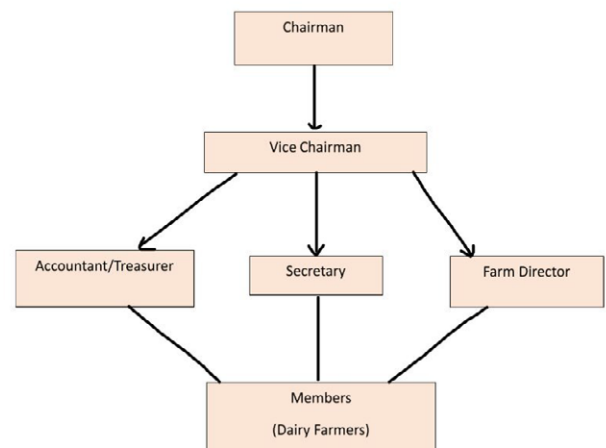 Chairman
Vice Chairman
Accountant/Treasurer
Secretary
Farm Director
Members
(Dairy Farmers)